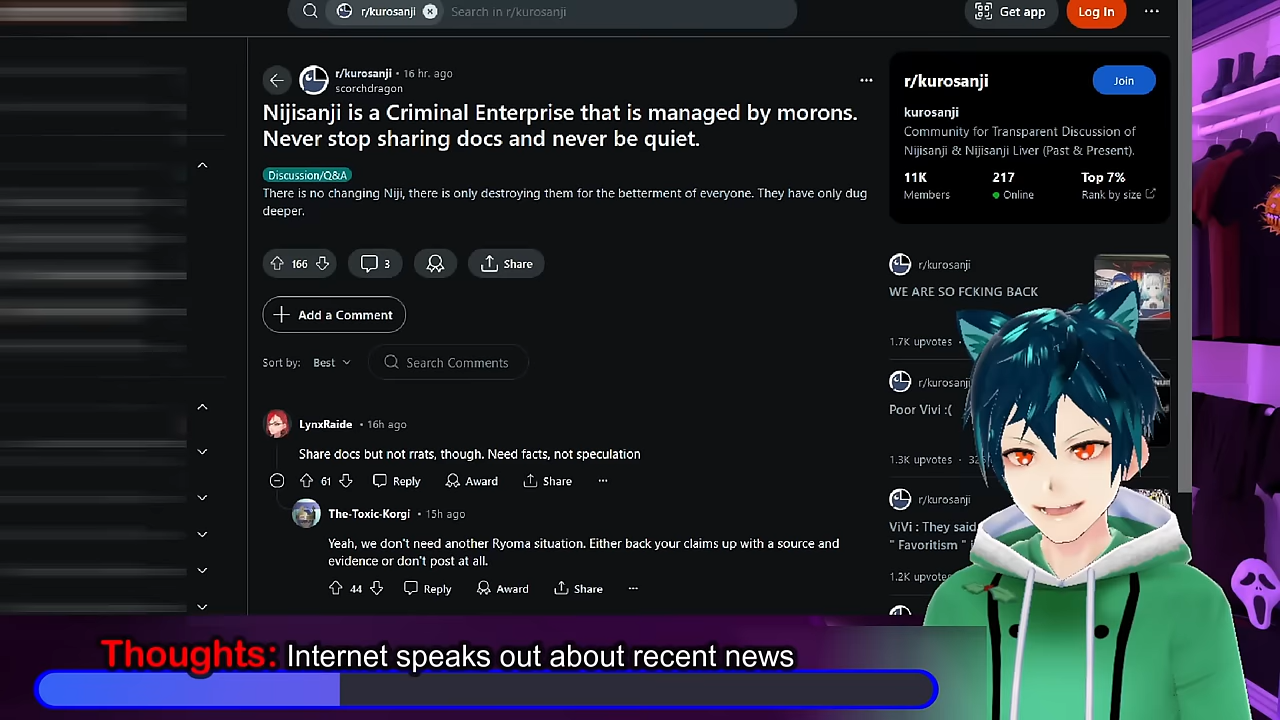 r/kurosanji
Search in r/kurosanji
Get app
Log In
r/kurosanji • 16 hr. ago
scorchdragon
Nijisanji is a Criminal Enterprise that is managed by morons.
Never stop sharing docs and never be quiet.
Discussion/Q&A
There is no changing Niji, there is only destroying them for the betterment of everyone. They have only dug
deeper.
166
3
Share
Add a Comment
Sort by: Best
Search Comments
LynxRaide • 16h ago
Share docs but not rrats, though. Need facts, not speculation
61 Reply Award Share
The-Toxic-Korgi • 15h ago
Yeah, we don't need another Ryoma situation. Either back your claims up with a source and
evidence or don't post at all.
44 Reply Award Share
r/kurosanji
Join
kurosanji
Community for Transparent Discussion of
Nijisanji & Nijisanji Liver (Past & Present).
11K 217 Top 7%
Members Online Rank by size
r/kurosanji
WE ARE SO FCKING BACK
1.7K upvotes •
r/kurosanji
Poor Vivi :(
1.3K upvotes •
r/kurosanji
ViVi : They said
" Favoritism "
1.2K upvotes
Thoughts: Internet speaks out about recent news